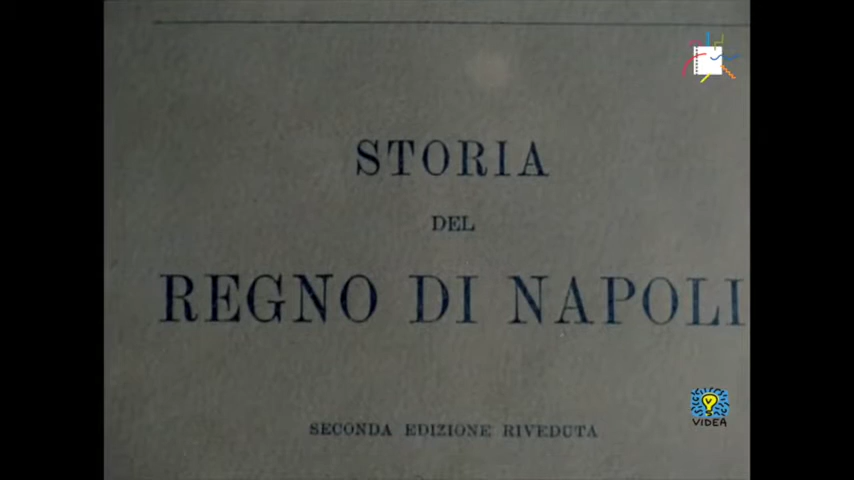 STORIA
DEL
REGNO DI NAPOLI
SECONDA EDIZIONE RIVEDUTA
VIDEA